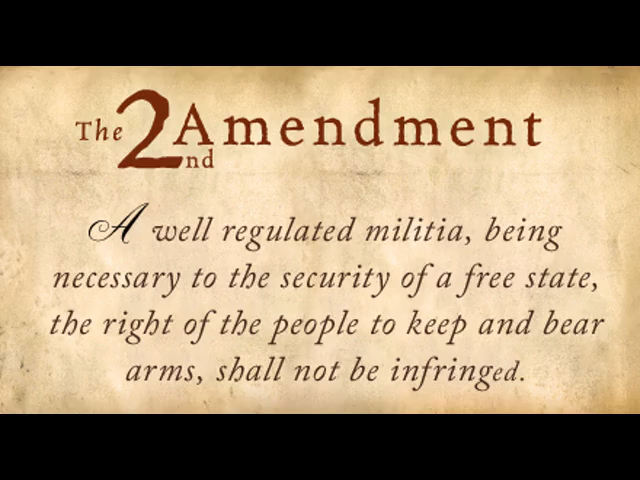 The 2nd Amendment
A well regulated militia, being
necessary to the security of a free state,
the right of the people to keep and bear
arms, shall not be infringed.